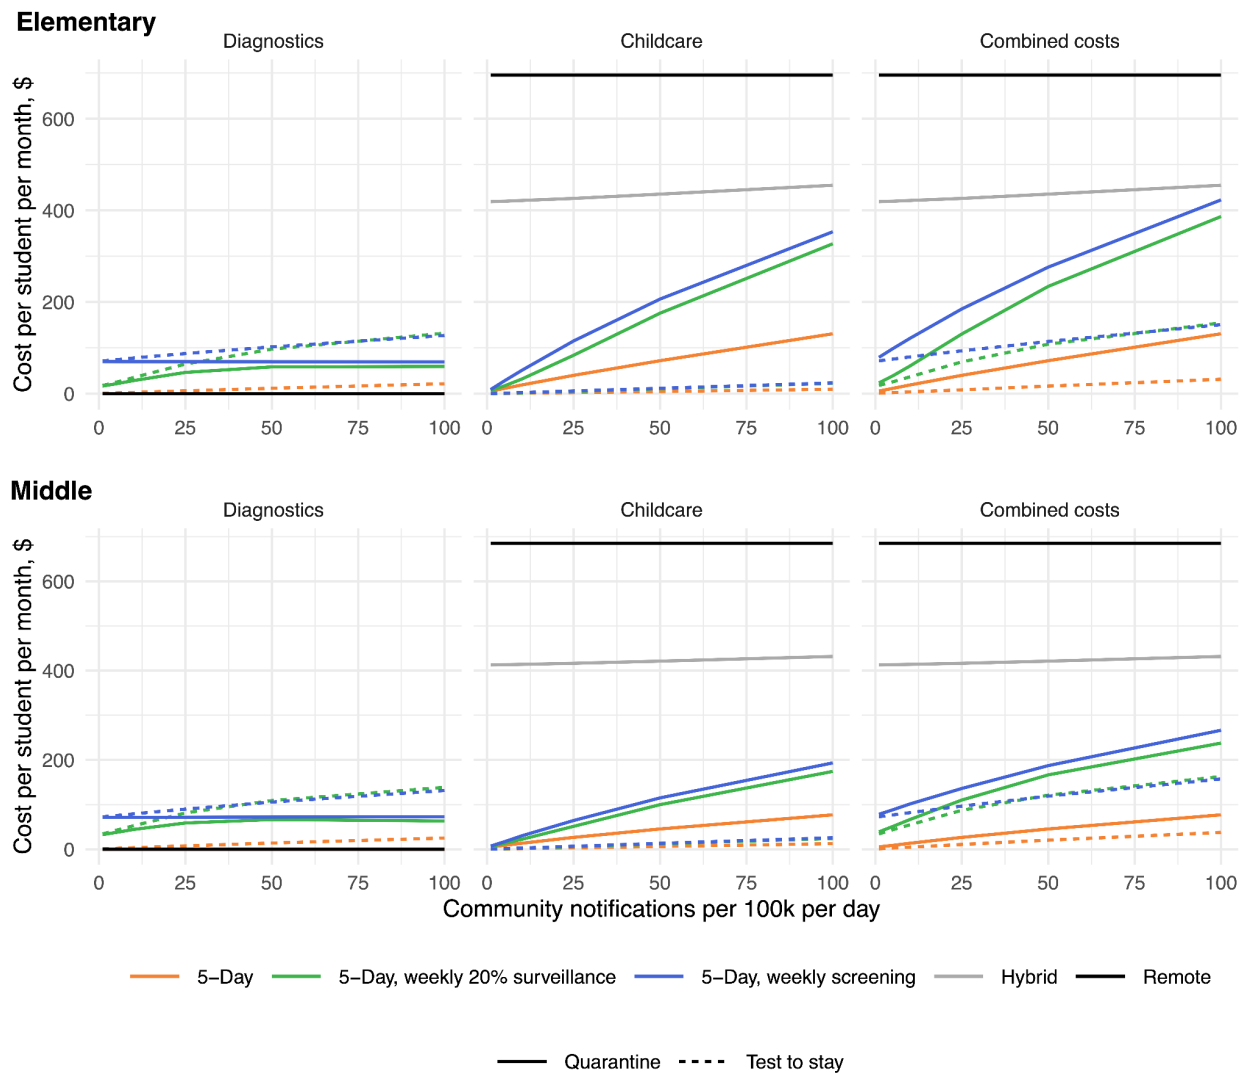 Elementary
Diagnostics Childcare Combined costs
Cost per student per month, $
600
400
200
0
0 25 50 75 100 0 25 50 75 100 0 25 50 75 100
Middle
Diagnostics Childcare Combined costs
Cost per student per month, $
600
400
200
0
0 25 50 75 100 0 25 50 75 100 0 25 50 75 100
Community notifications per 100k per day
5−Day 5−Day, weekly 20% surveillance 5−Day, weekly screening Hybrid Remote
Quarantine Test to stay